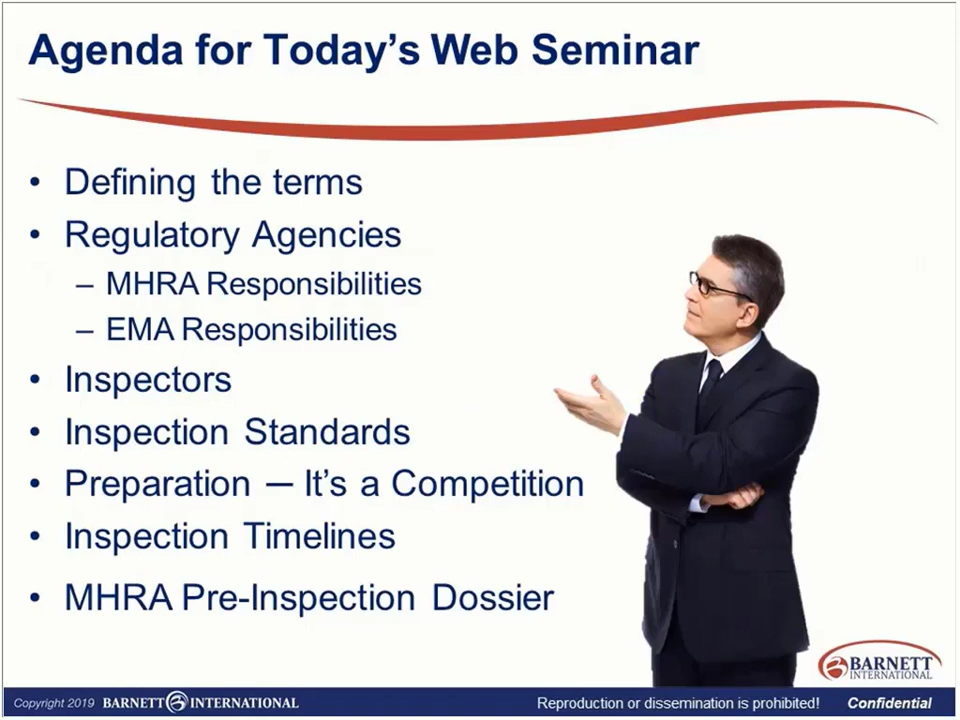 Agenda for Today's Web Seminar
• Defining the terms
• Regulatory Agencies
– MHRA Responsibilities
– EMA Responsibilities
• Inspectors
• Inspection Standards
• Preparation — It's a Competition
• Inspection Timelines
• MHRA Pre-Inspection Dossier
BARNETT
INTERNATIONAL
Copyright 2019 BARNETT INTERNATIONAL Reproduction or dissemination is prohibited! Confidential